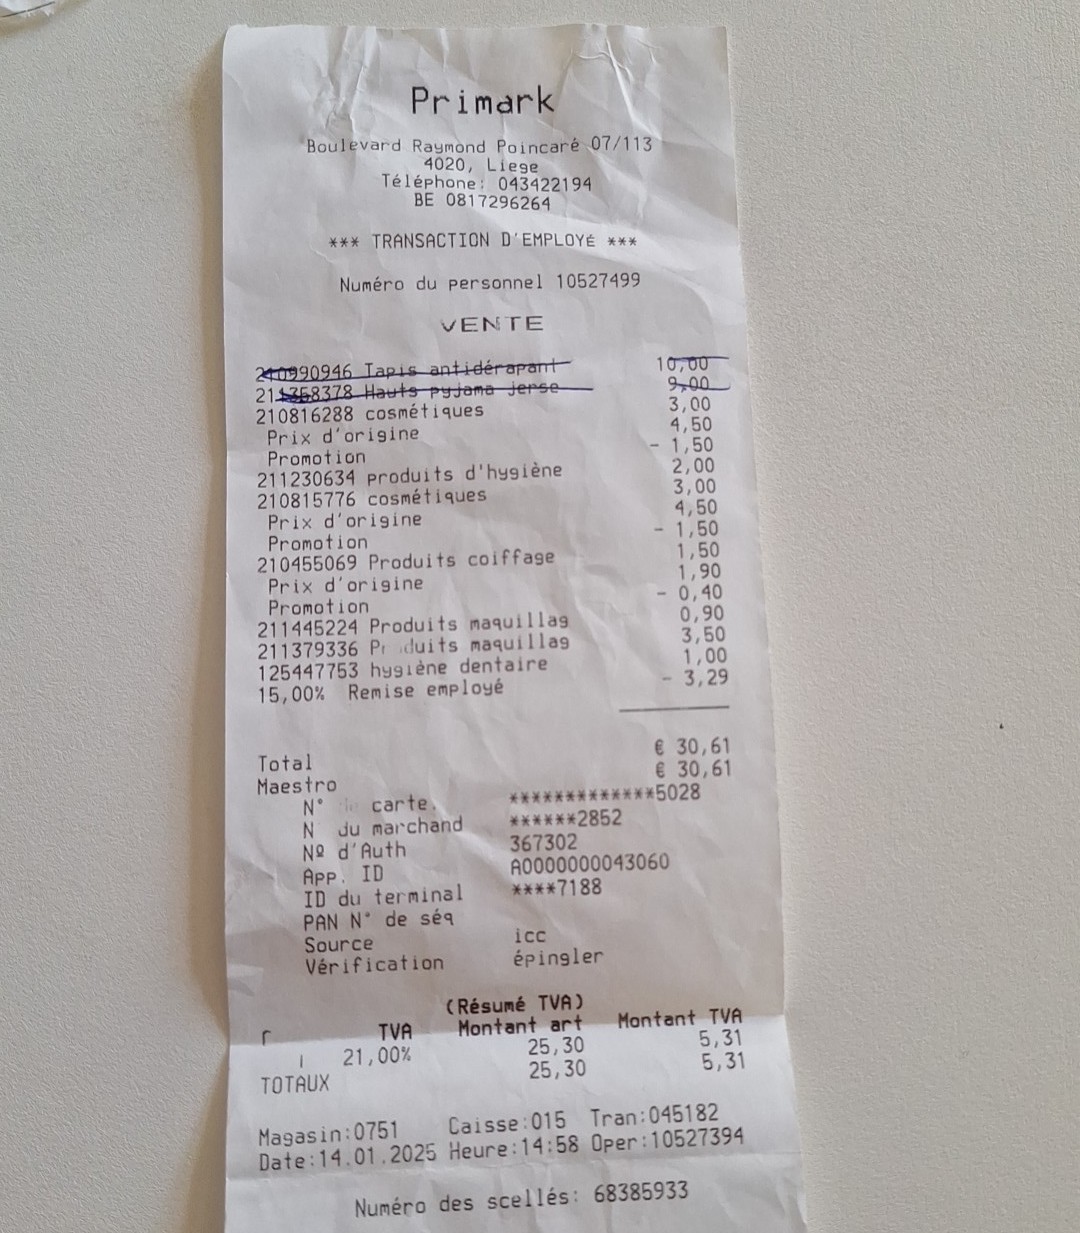 Primark
Boulevard Raymond Poincaré 07/113
4020, Liege
Téléphone: 043422194
BE 0817296264
*** TRANSACTION D'EMPLOYÉ ***
Numéro du personnel 10527499
VENTE
210990946 Tapis antidérapant 10,00
211358378 Hauts pyjama jerse 9,00
210816288 cosmétiques 3,00
Prix d'origine 4,50
Promotion - 1,50
211230634 produits d'hygiène 2,00
210815776 cosmétiques 3,00
Prix d'origine 4,50
Promotion - 1,50
210455069 Produits coiffage 1,50
Prix d'origine 1,90
Promotion - 0,40
211445224 Produits maquillag 0,90
211379336 Pr duits maquillag 3,50
125447753 hygiène dentaire 1,00
15,00% Remise employé - 3,29
Total € 30,61
Maestro € 30,61
N° carte. *************5028
N du marchand ******2852
Nº d'Auth 367302
App. ID A0000000043060
ID du terminal ****7188
PAN N° de séq
Source icc
Vérification épingler
(Résumé TVA)
TVA Montant art Montant TVA
21,00% 25,30 5,31
TOTAUX 25,30 5,31
Magasin:0751 Caisse:015 Tran:045182
Date:14.01.2025 Heure:14:58 Oper:10527394
Numéro des scellés: 68385933